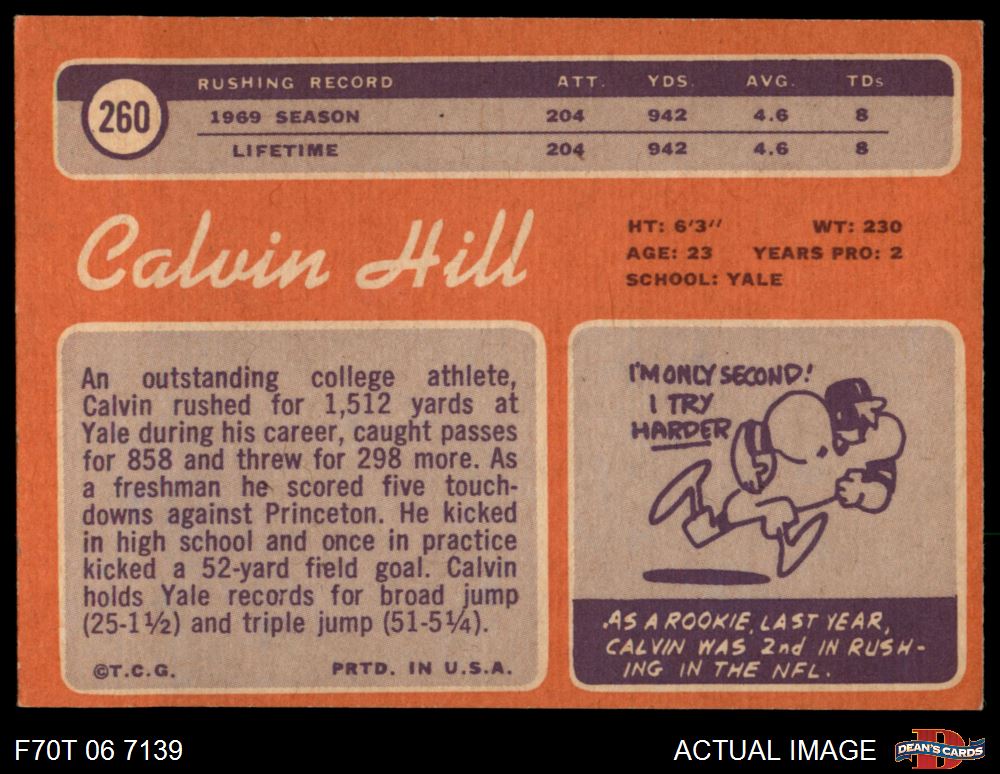 RUSHING RECORD ATT. YDS. AVG. TDs
260
1969 SEASON 204 942 4.6 8
LIFETIME 204 942 4.6 8
Calvin Hill
HT: 6'3" WT: 230
AGE: 23 YEARS PRO: 2
SCHOOL: YALE
An outstanding college athlete,
Calvin rushed for 1,512 yards at
Yale during his career, caught passes
for 858 and threw for 298 more. As
a freshman he scored five touch-
downs against Princeton. He kicked
in high school and once in practice
kicked a 52-yard field goal. Calvin
holds Yale records for broad jump
(25-1½) and triple jump (51-5¼).
©T.C.G. PRTD. IN U.S.A.
I'M ONLY SECOND!
I TRY
HARDER
AS A ROOKIE, LAST YEAR,
CALVIN WAS 2nd IN RUSH-
ING IN THE NFL.
F70T 06 7139 ACTUAL IMAGE
DEAN'S CARDS